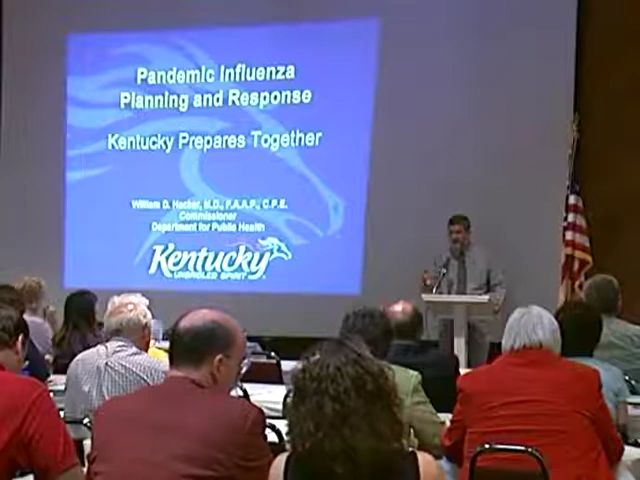 Pandemic Influenza
Planning and Response
Kentucky Prepares Together
William D. Hacker, M.D., F.A.A.P., C.P.E.
Commissioner
Department for Public Health
Kentucky
UNBRIDLED SPIRIT